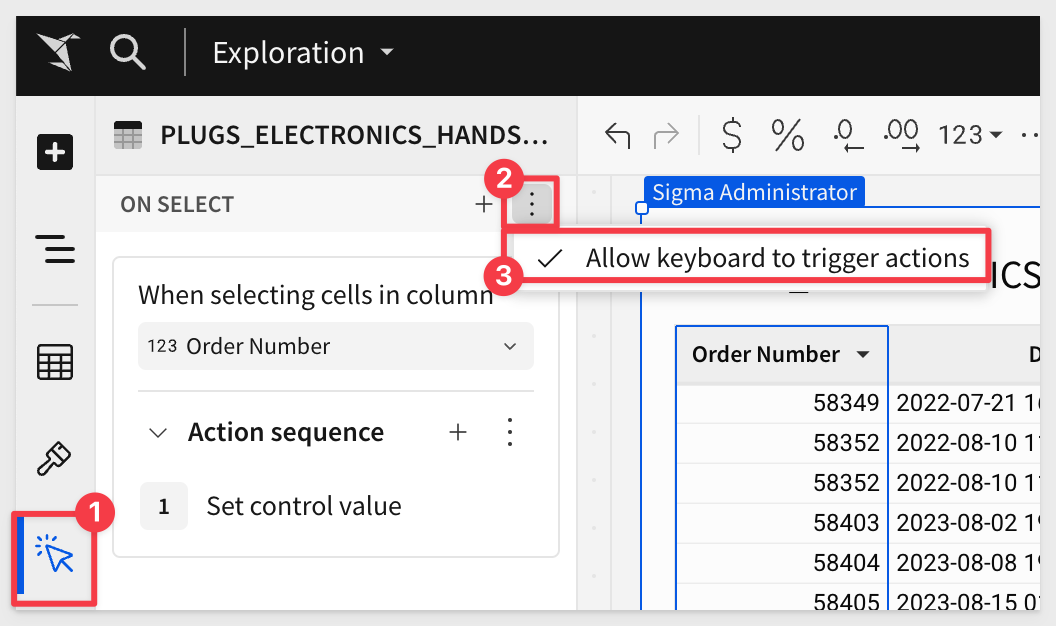 Exploration
PLUGS_ELECTRONICS_HANDS...
$ % .0 .00 123
2
ON SELECT
Sigma Administrator
Allow keyboard to trigger actions
3
ICS
When selecting cells in column
123 Order Number
Order Number
D
58349 2022-07-21 1
58352 2022-08-10 1
58352 2022-08-10 1
58403 2023-08-02 1
58404 2023-08-08 1
58405 2023-08-15 0
Action sequence
1 Set control value
1